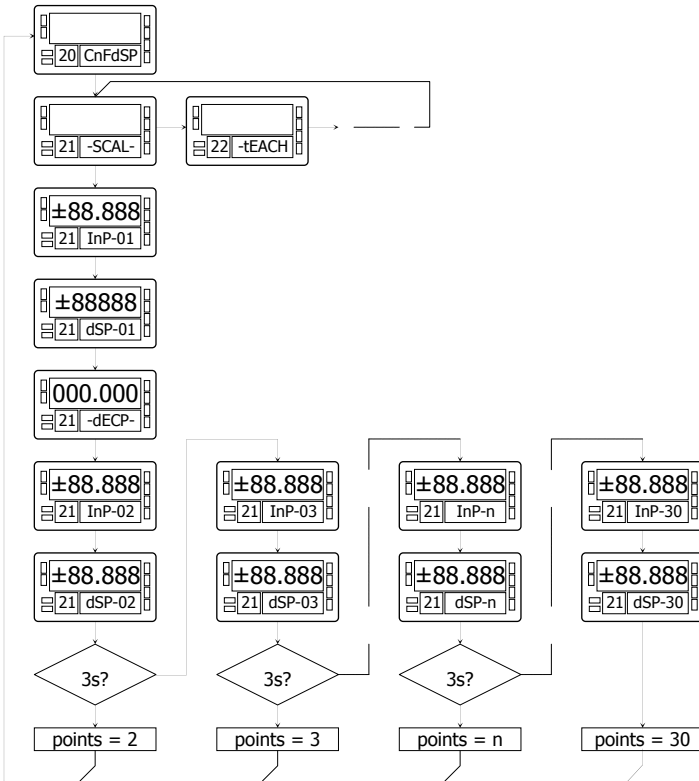 20 CnFdSP
21 -SCAL-
22 -tEACH
±88.888
21 InP-01
±88888
21 dSP-01
000.000
21 -dECP-
±88.888 ±88.888 ±88.888 ±88.888
21 InP-02 21 InP-03 21 InP-n 21 InP-30
±88.888 ±88.888 ±88.888 ±88.888
21 dSP-02 21 dSP-03 21 dSP-n 21 dSP-30
3s? 3s? 3s?
points = 2 points = 3 points = n points = 30